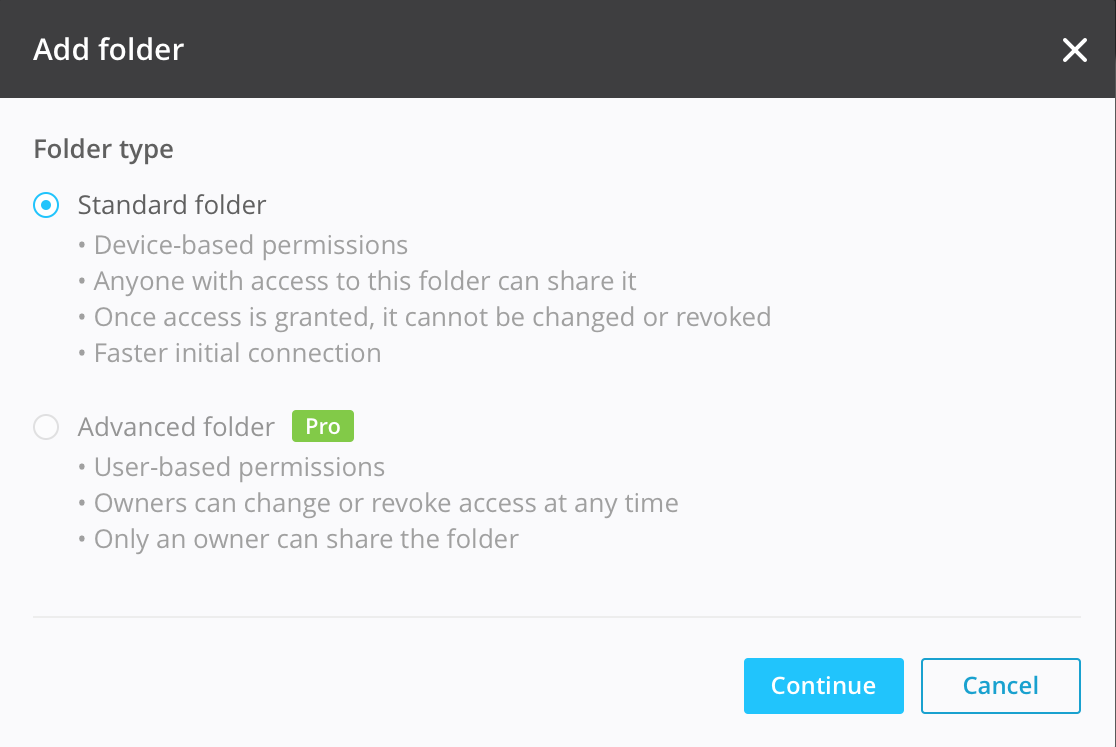 Add folder
Folder type
Standard folder
• Device-based permissions
• Anyone with access to this folder can share it
• Once access is granted, it cannot be changed or revoked
• Faster initial connection
Advanced folder Pro
• User-based permissions
• Owners can change or revoke access at any time
• Only an owner can share the folder
Continue Cancel